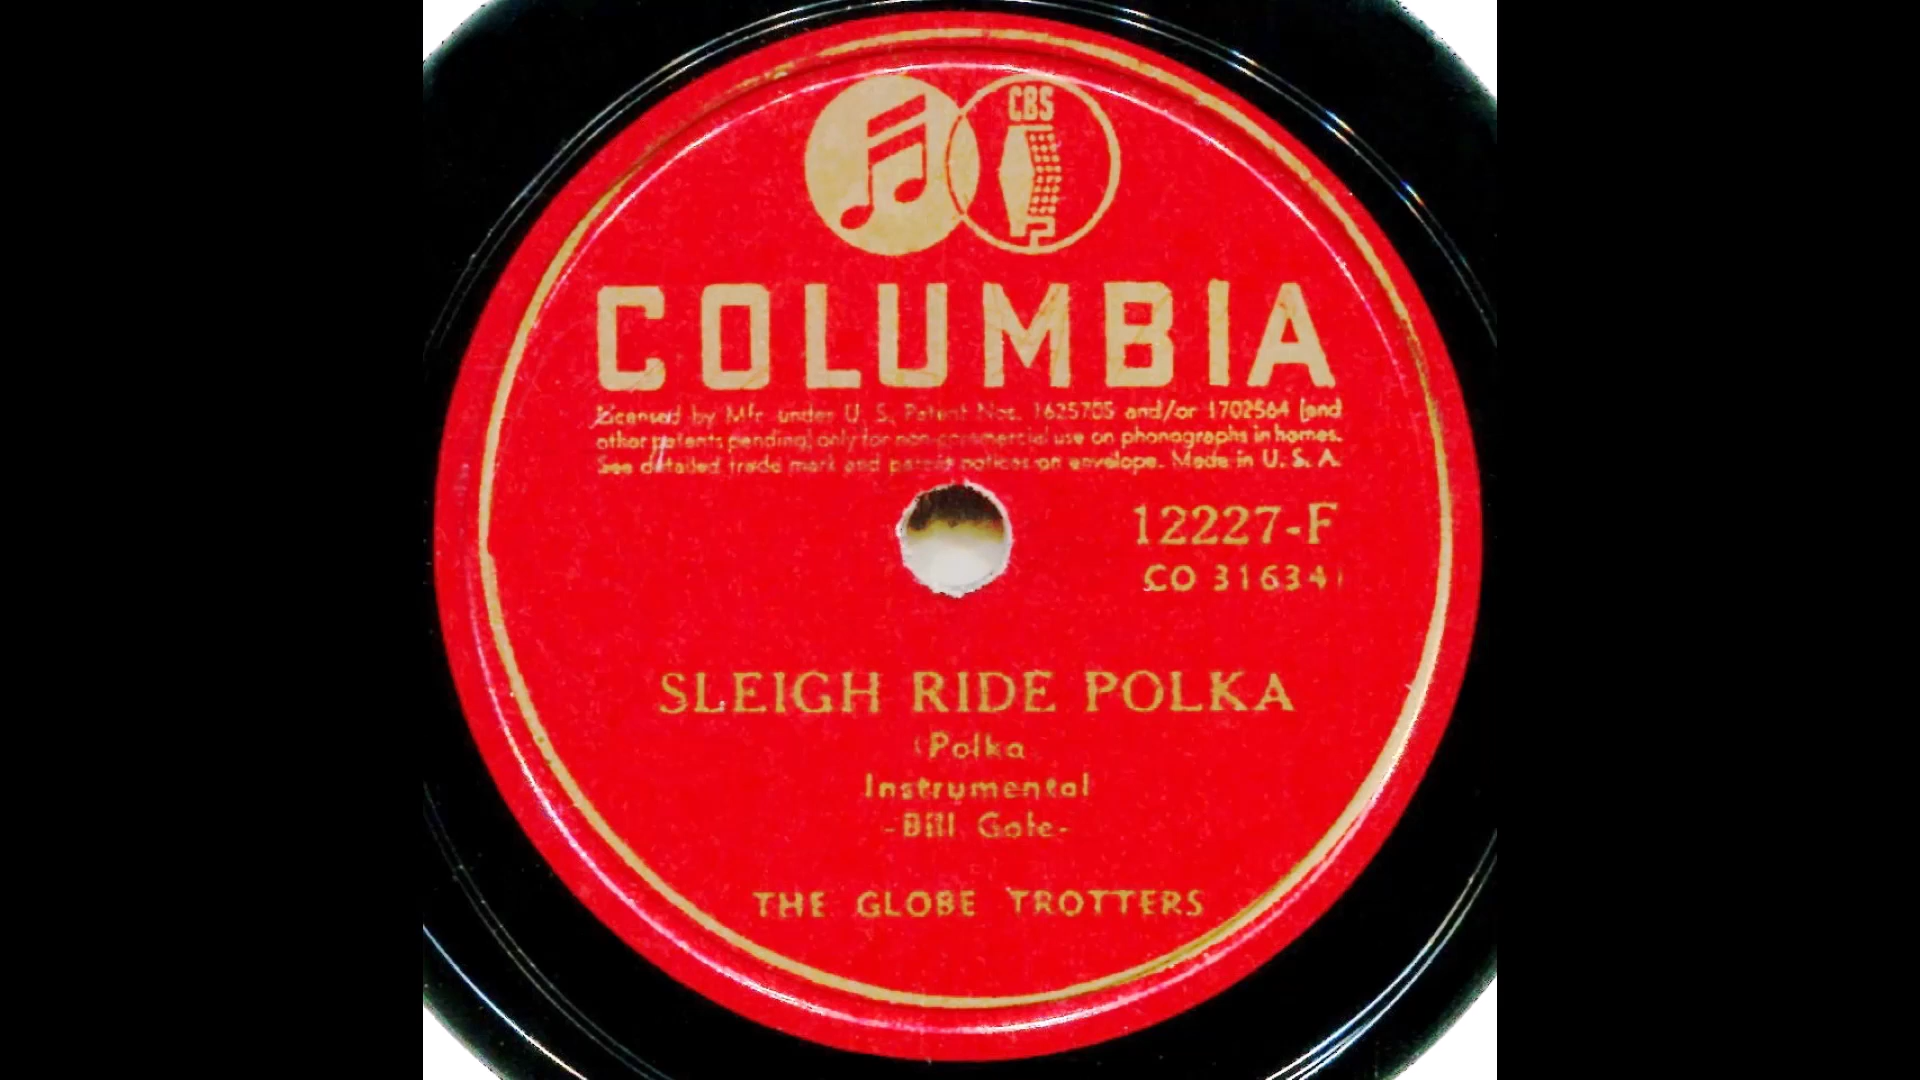 CBS
COLUMBIA
Licensed by Mfr. under U. S. Patent Nos. 1625705 and/or 1702564 (and
other patents pending) only for non-commercial use on phonographs in homes.
See detailed trade mark and patent notices on envelope. Made in U. S. A.
12227-F
(CO 31634)
SLEIGH RIDE POLKA
(Polka
Instrumental
-Bill Gale-
THE GLOBE TROTTERS